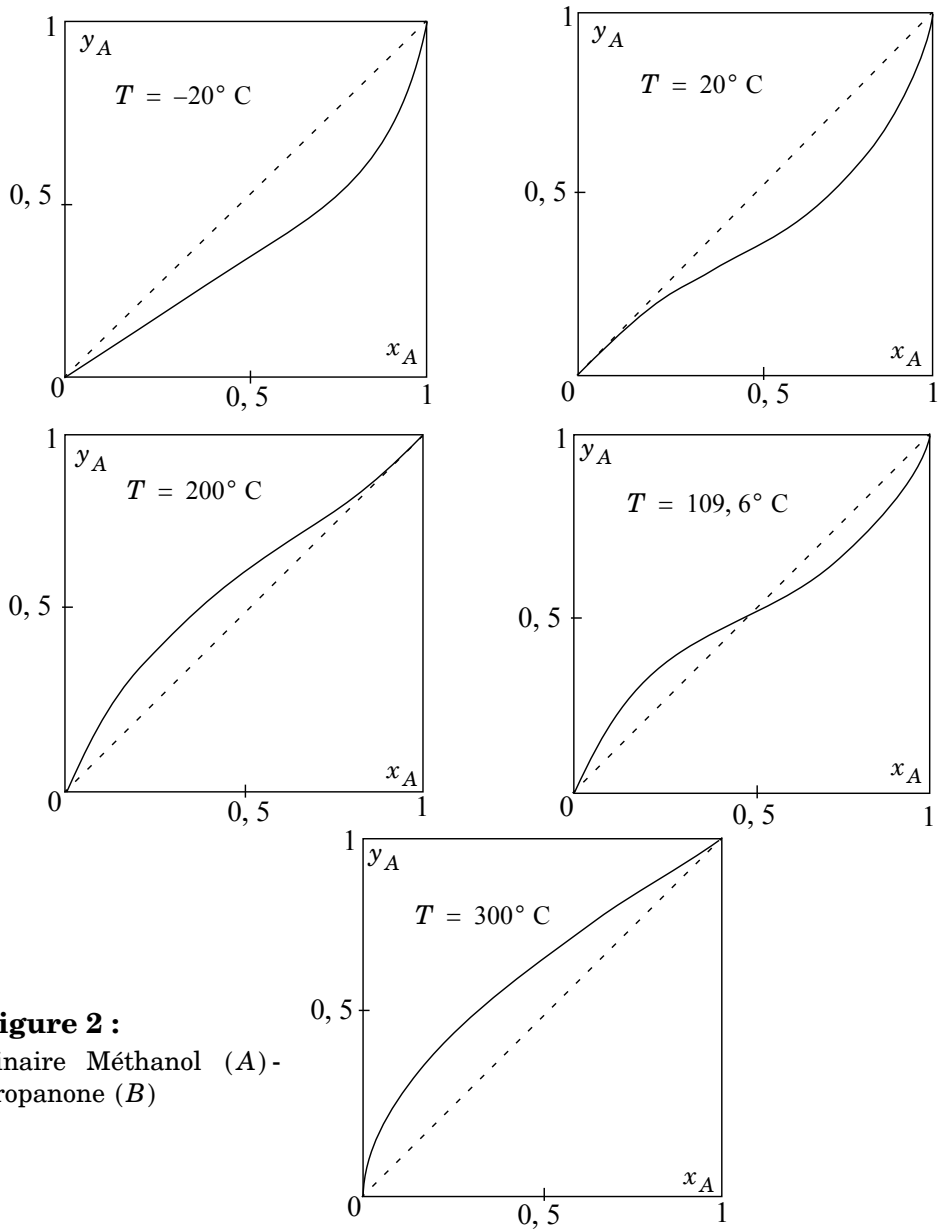 1
y_A
T = –20° C
0, 5
x_A
0
0, 5
1
1
y_A
T = 20° C
0, 5
x_A
0
0, 5
1
1
y_A
T = 200° C
0, 5
x_A
0
0, 5
1
1
y_A
T = 109, 6° C
0, 5
x_A
0
0, 5
1
1
y_A
T = 300° C
0, 5
x_A
0
0, 5
1
igure 2 :
inaire Méthanol (A) -
ropanone (B)